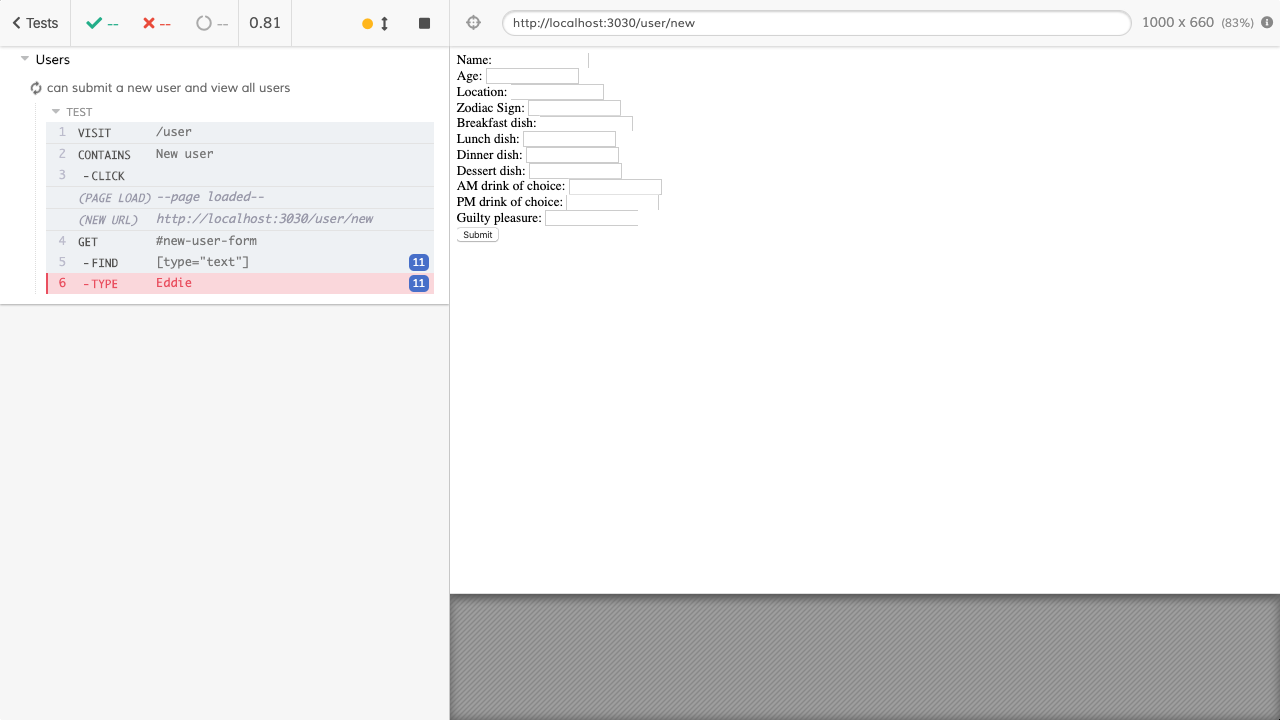 Tests -- -- -- 0.81
Users
can submit a new user and view all users
TEST
1 VISIT /user
2 CONTAINS New user
3 -CLICK
(PAGE LOAD) --page loaded--
(NEW URL) http://localhost:3030/user/new
4 GET #new-user-form
5 -FIND [type="text"] 11
6 -TYPE Eddie 11
http://localhost:3030/user/new 1000 x 660 (83%)
Name:
Age:
Location:
Zodiac Sign:
Breakfast dish:
Lunch dish:
Dinner dish:
Dessert dish:
AM drink of choice:
PM drink of choice:
Guilty pleasure:
Submit